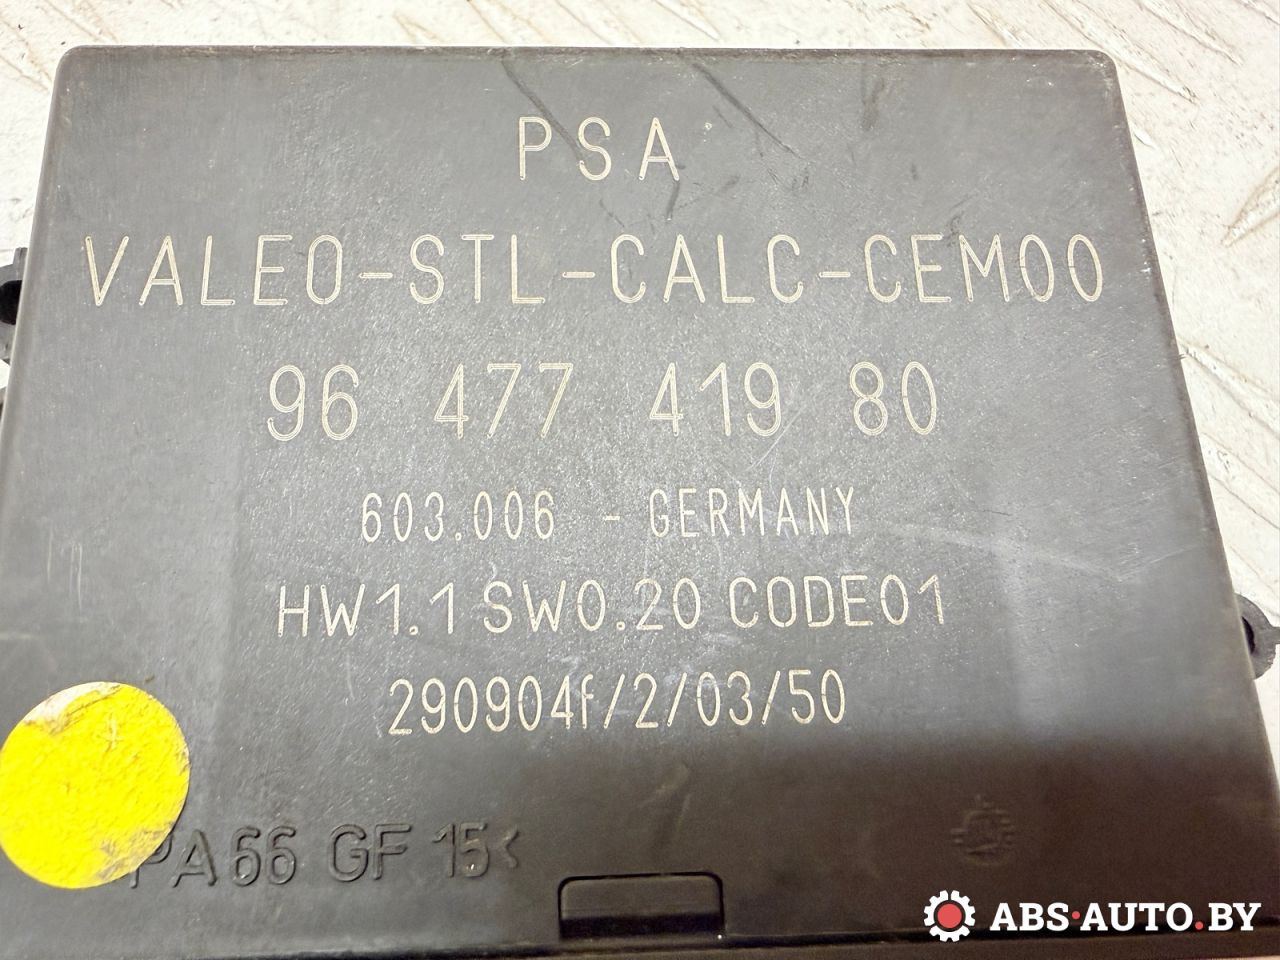 PSA
VALEO-STL-CALC-CEM00
96 477 419 80
603.006 - GERMANY
HW1.1 SW0.20 CODE01
290904f/2/03/50
PA66 GF 15<
ABS·AUTO.BY